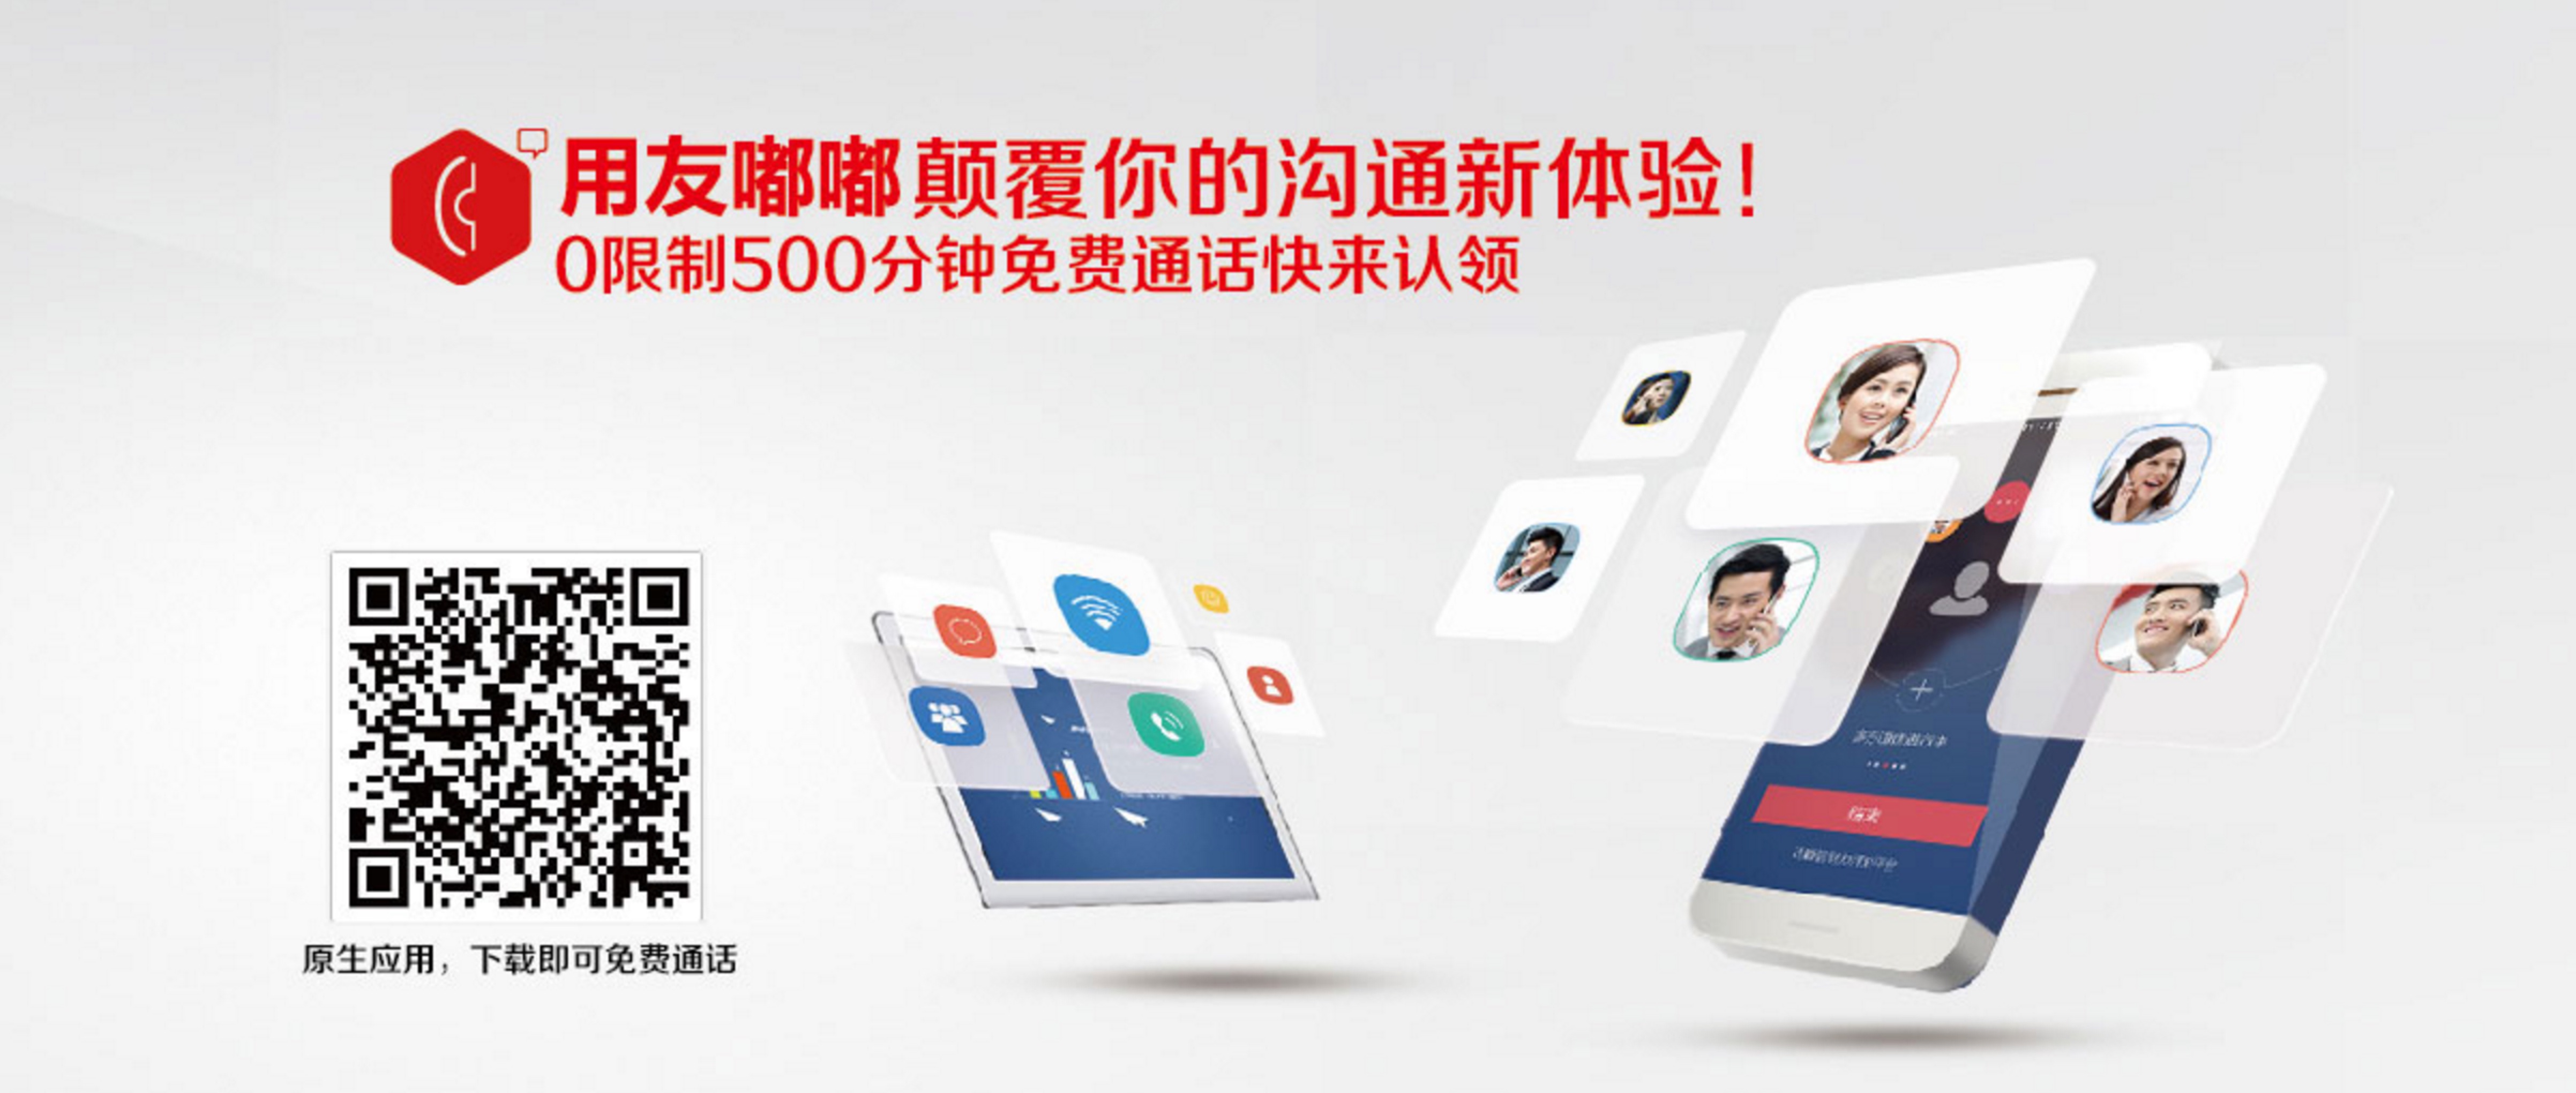 用友嘟嘟颠覆你的沟通新体验!
0限制500分钟免费通话快来认领
原生应用，下载即可免费通话
结束